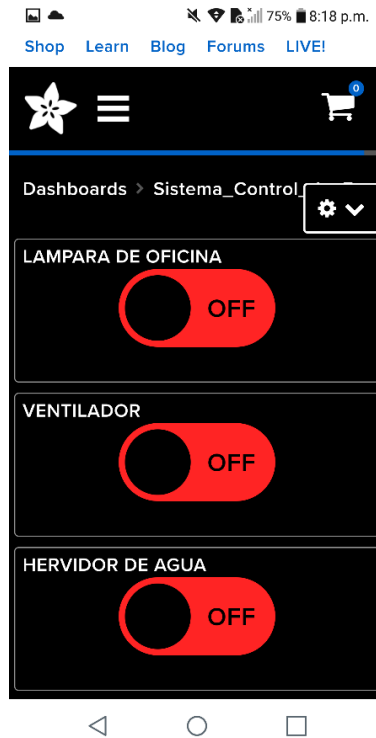 75% 8:18 p.m.
Shop Learn Blog Forums LIVE!
0
Dashboards > Sistema_Control_
LAMPARA DE OFICINA
OFF
VENTILADOR
OFF
HERVIDOR DE AGUA
OFF